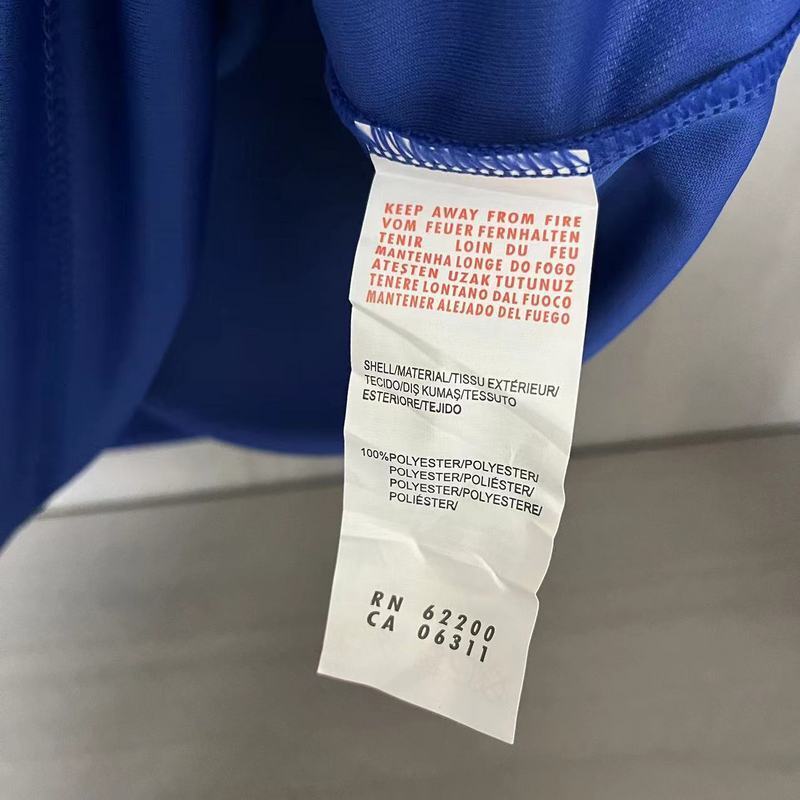 KEEP AWAY FROM FIRE
VOM FEUER FERNHALTEN
TENIR LOIN DU FEU
MANTENHA LONGE DO FOGO
ATEŞTEN UZAK TUTUNUZ
TENERE LONTANO DAL FUOCO
MANTENER ALEJADO DEL FUEGO
SHELL/MATERIAL/TISSU EXTÉRIEUR/
TECIDO/DIŞ KUMAŞ/TESSUTO
ESTERIORE/TEJIDO
100%POLYESTER/POLYESTER/
POLYESTER/POLIÉSTER/
POLYESTER/POLYESTERE/
POLIÉSTER/
RN 62200
CA 06311